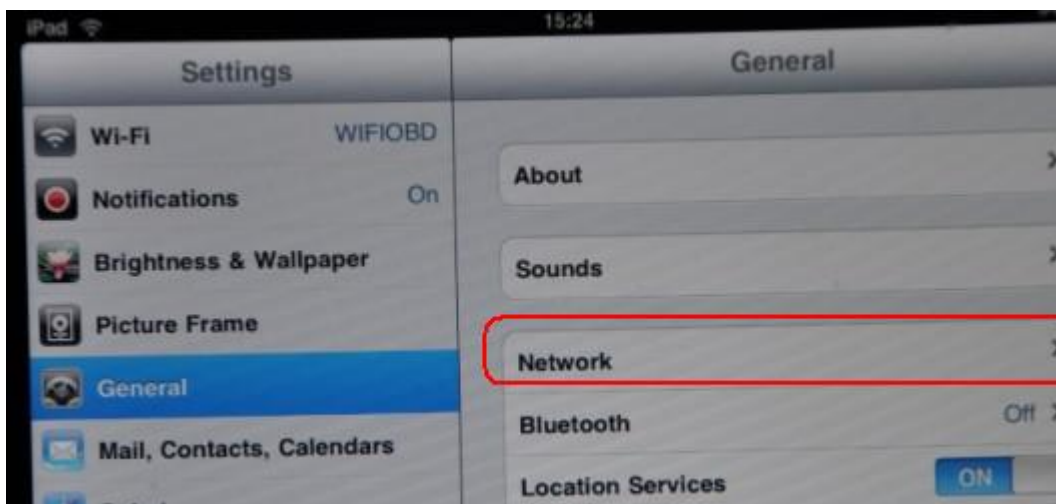 iPad
15:24
Settings
General
Wi-Fi WIFIOBD
Notifications On
Brightness & Wallpaper
Picture Frame
General
Mail, Contacts, Calendars
About
Sounds
Network
Bluetooth Off
Location Services ON